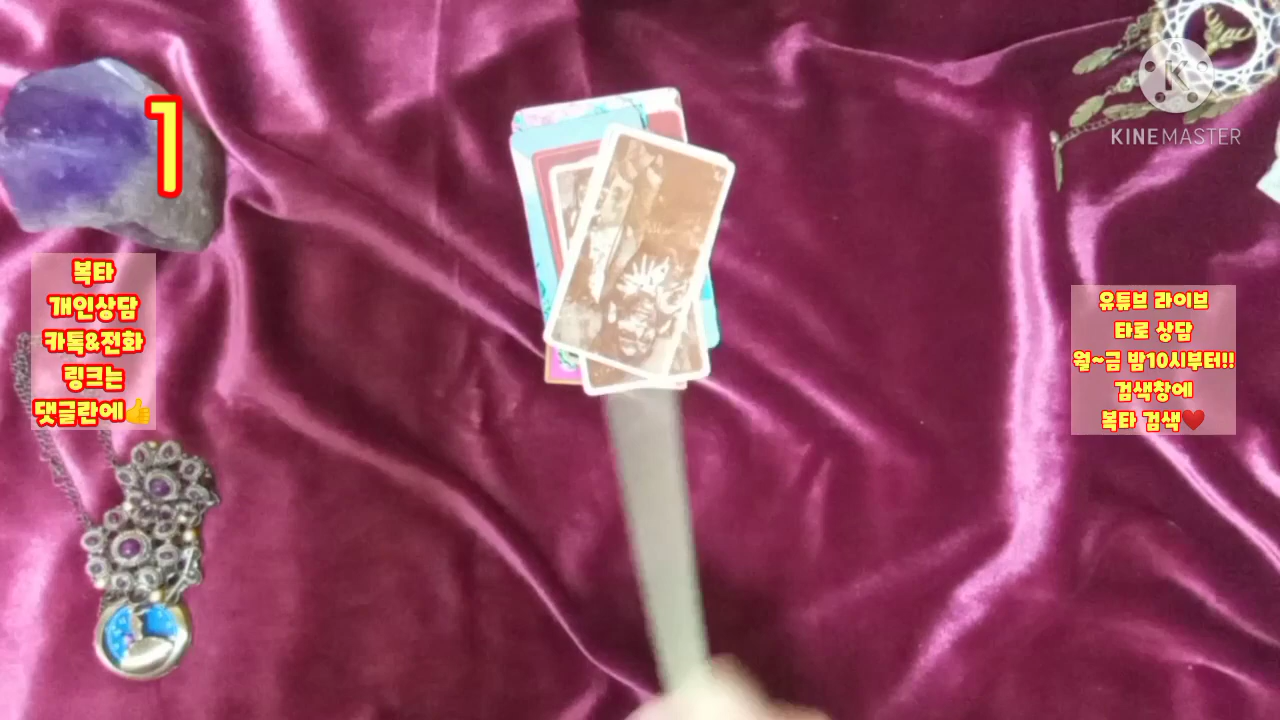 1
복타
개인상담
카톡&전화
링크는
댓글란에👍
KINEMASTER
유튜브 라이브
타로 상담
월~금 밤10시부터!!
검색창에
복타 검색❤️